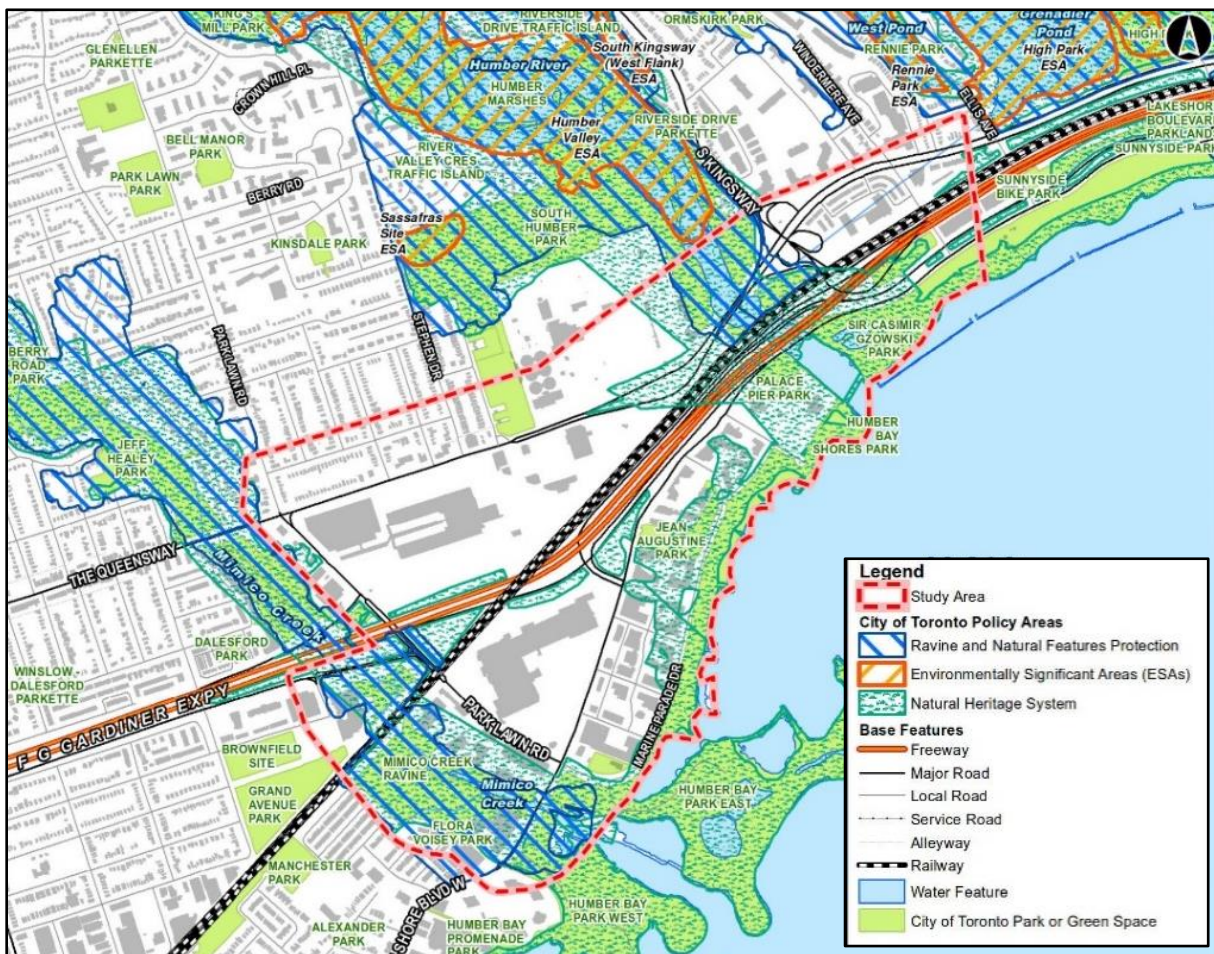 KING'S
MILL PARK
GLENELLEN
PARKETTE
CROWN HILL PL
BELL MANOR
PARK
PARK LAWN
PARK
BERRY RD
KINSDALE PARK
RIVERSIDE
DRIVE TRAFFIC ISLAND
Humber River
HUMBER
MARSHES
Humber
Valley
ESA
South Kingsway
(West Flank)
ESA
ORMSKIRK PARK
RIVERSIDE DRIVE
PARKETTE
RIVER
VALLEY CRES
TRAFFIC ISLAND
Sassafras
Site
ESA
SOUTH
HUMBER
PARK
S KINGSWAY
WINDERMERE AVE
West Pond
RENNIE PARK
Rennie
Park
ESA
ELLIS AVE
Grenadier
Pond
High Park
ESA
LAKESHORE
BOULEVARD
PARKLAND
SUNNYSIDE PARK
SUNNYSIDE
BIKE PARK
SIR CASIMIR
GZOWSKI
PARK
PALACE
PIER PARK
HUMBER
BAY
SHORES PARK
JEAN
AUGUSTINE
PARK
BERRY
ROAD
PARK
JEFF
HEALEY
PARK
PARK LAWN RD
STEPHEN DR
THE QUEENSWAY
Mimico Creek
DALESFORD
PARK
WINSLOW -
DALESFORD
PARKETTE
F G GARDINER EXPY
BROWNFIELD
SITE
GRAND
AVENUE
PARK
MANCHESTER
PARK
ALEXANDER
PARK
MIMICO CREEK
RAVINE
PARK LAWN RD
Mimico
Creek
MARINE PARADE DR
FLORA
VOISEY PARK
HUMBER BAY
PARK EAST
HUMBER BAY
PARK WEST
HUMBER BAY
PROMENADE
PARK
SHORE BLVD W
Legend
Study Area
City of Toronto Policy Areas
Ravine and Natural Features Protection
Environmentally Significant Areas (ESAs)
Natural Heritage System
Base Features
Freeway
Major Road
Local Road
Service Road
Alleyway
Railway
Water Feature
City of Toronto Park or Green Space